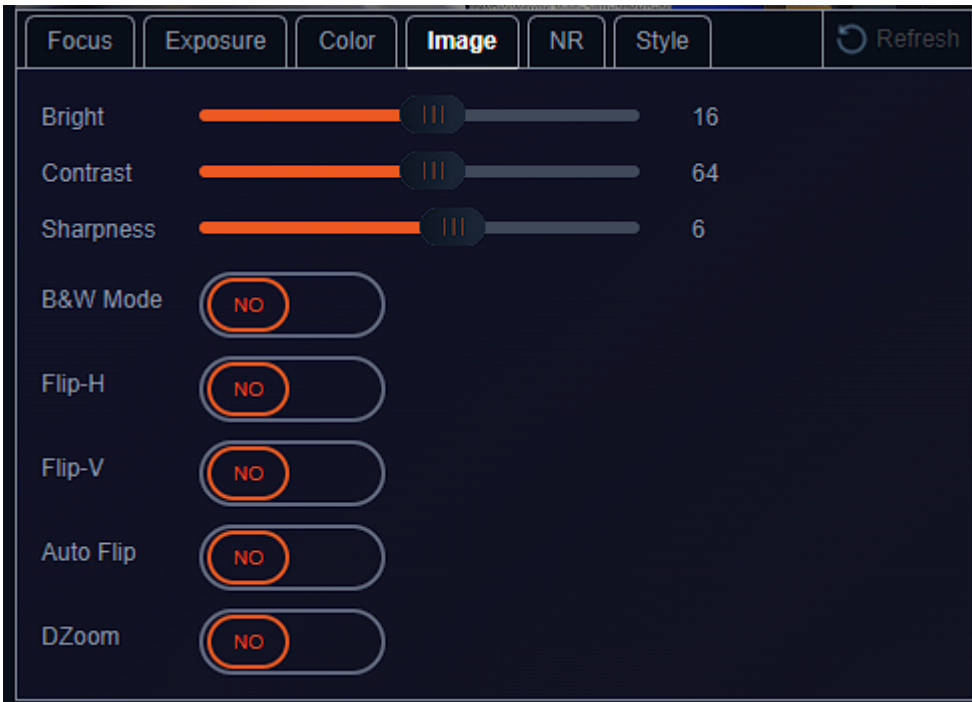 Focus Exposure Color Image NR Style Refresh
Bright 16
Contrast 64
Sharpness 6
B&W Mode NO
Flip-H NO
Flip-V NO
Auto Flip NO
DZoom NO